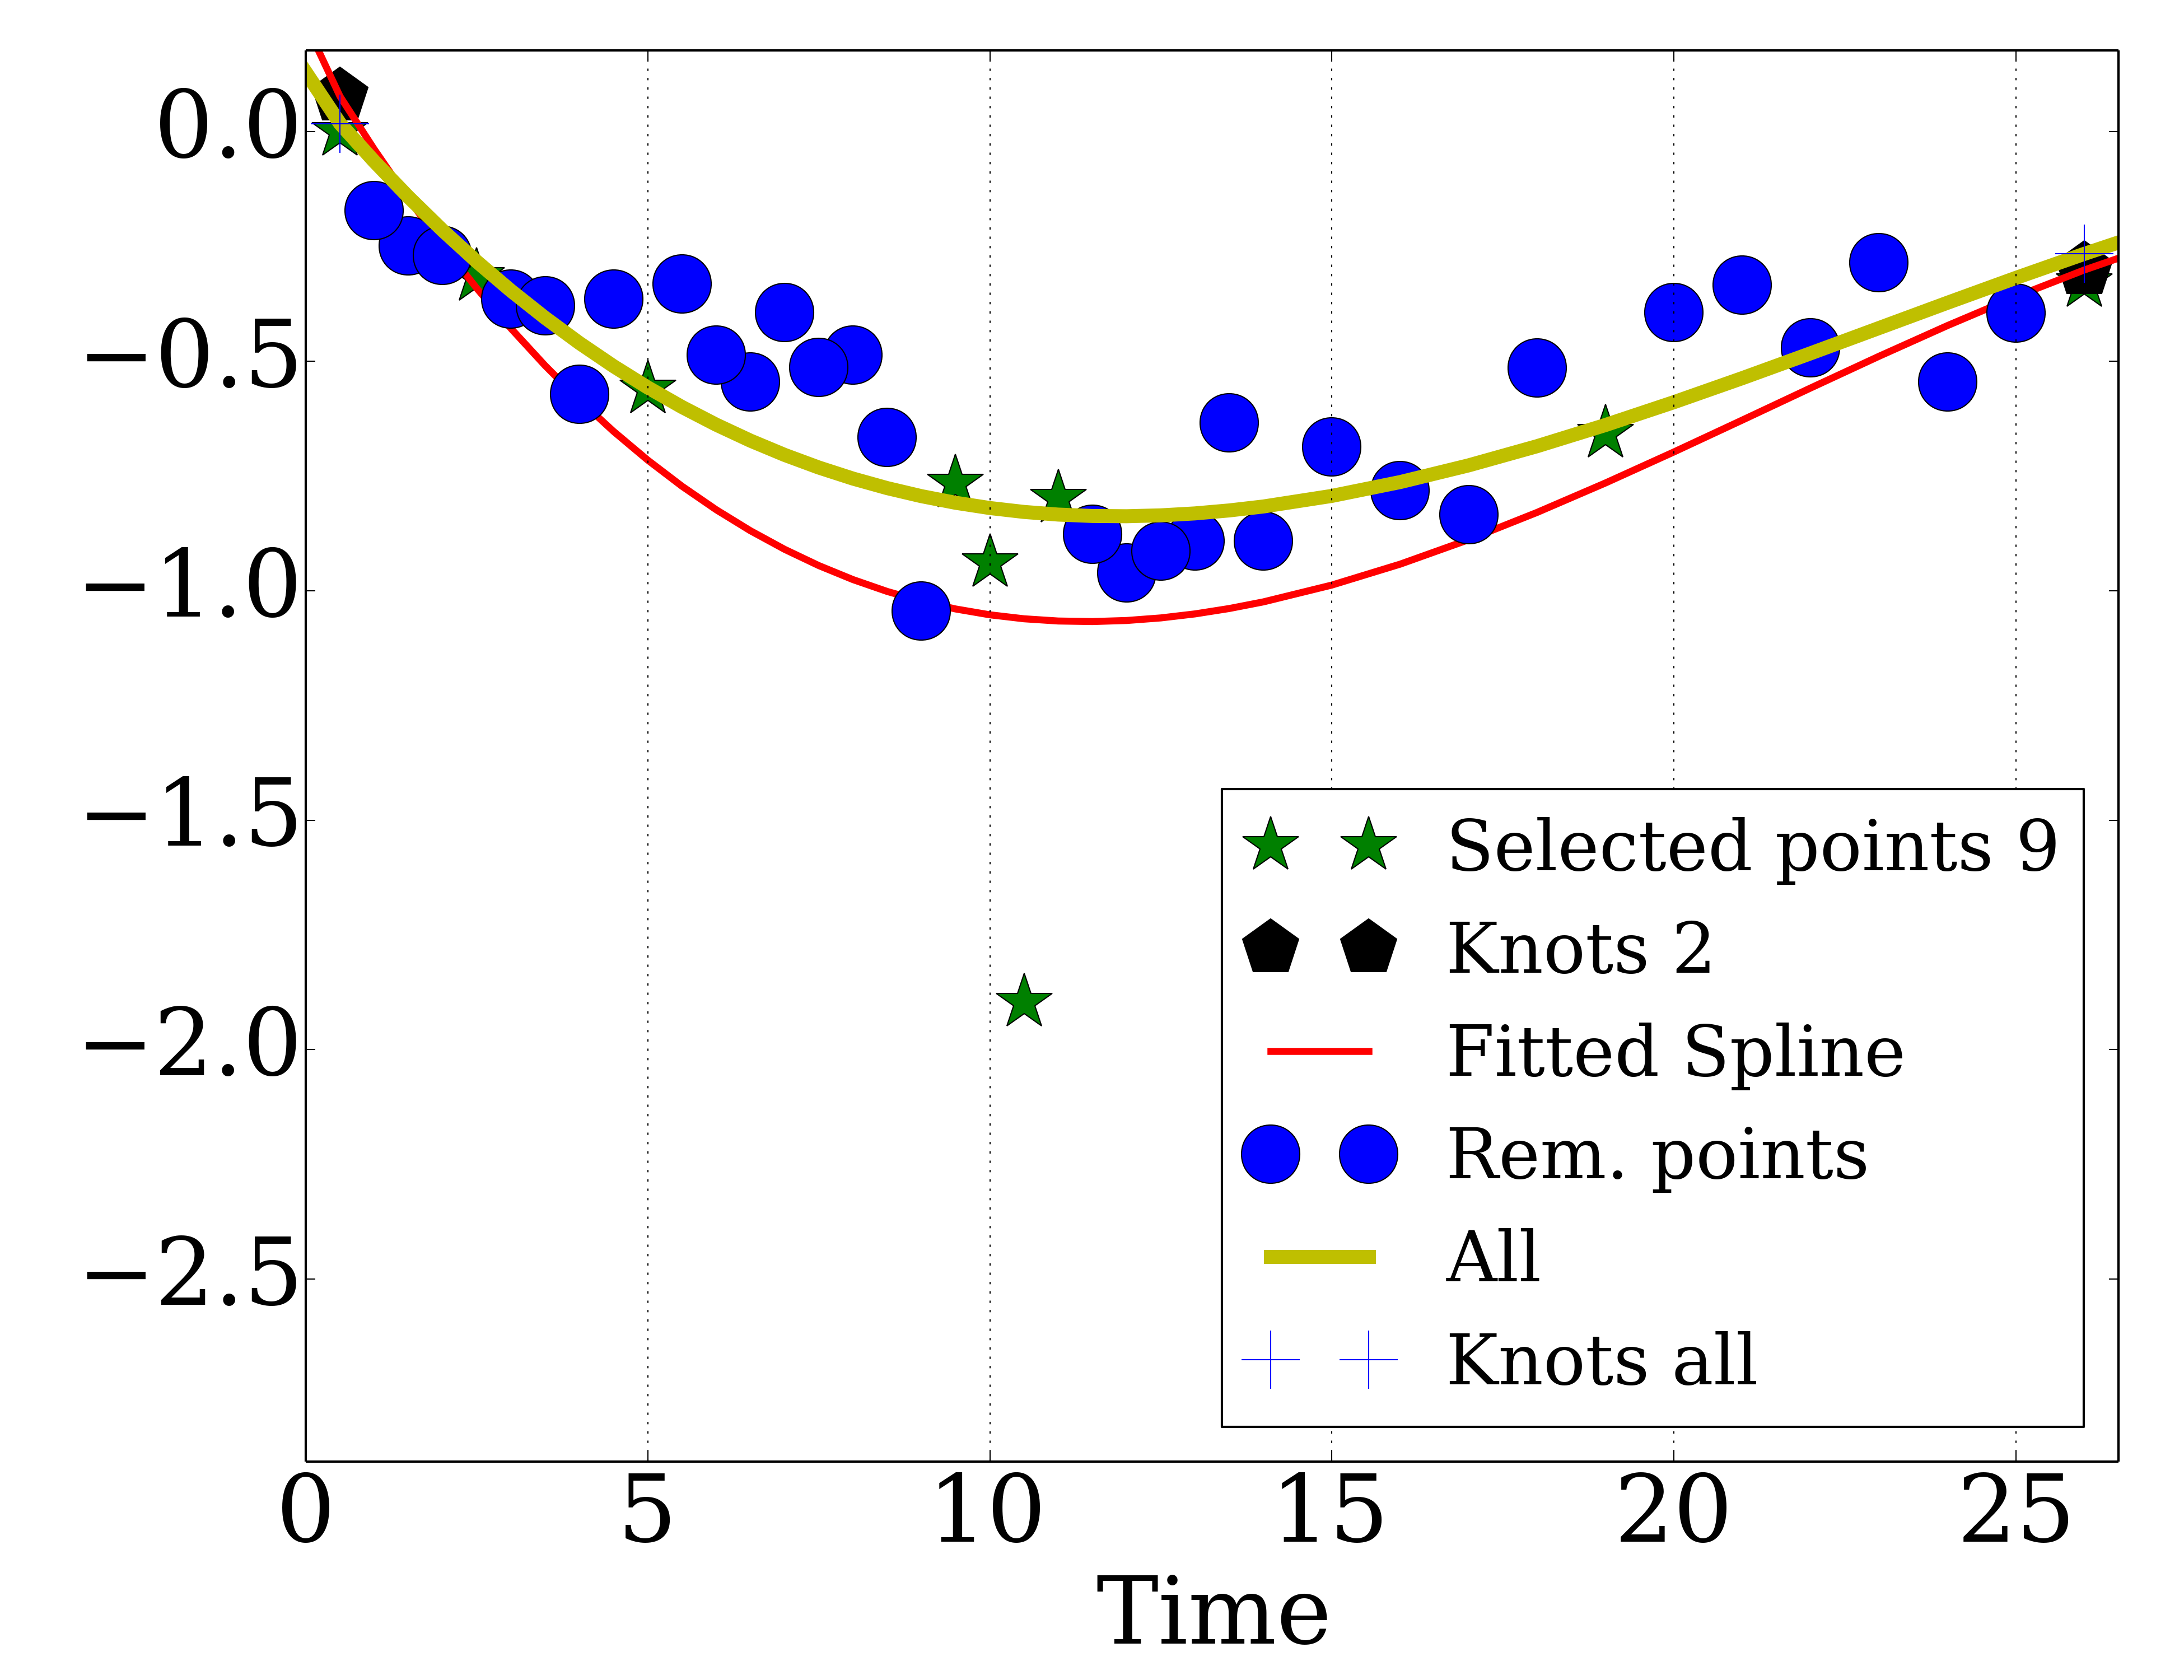 0.0
−0.5
−1.0
−1.5
−2.0
−2.5
Selected points 9
Knots 2
Fitted Spline
Rem. points
All
Knots all
0 5 10 15 20 25
Time